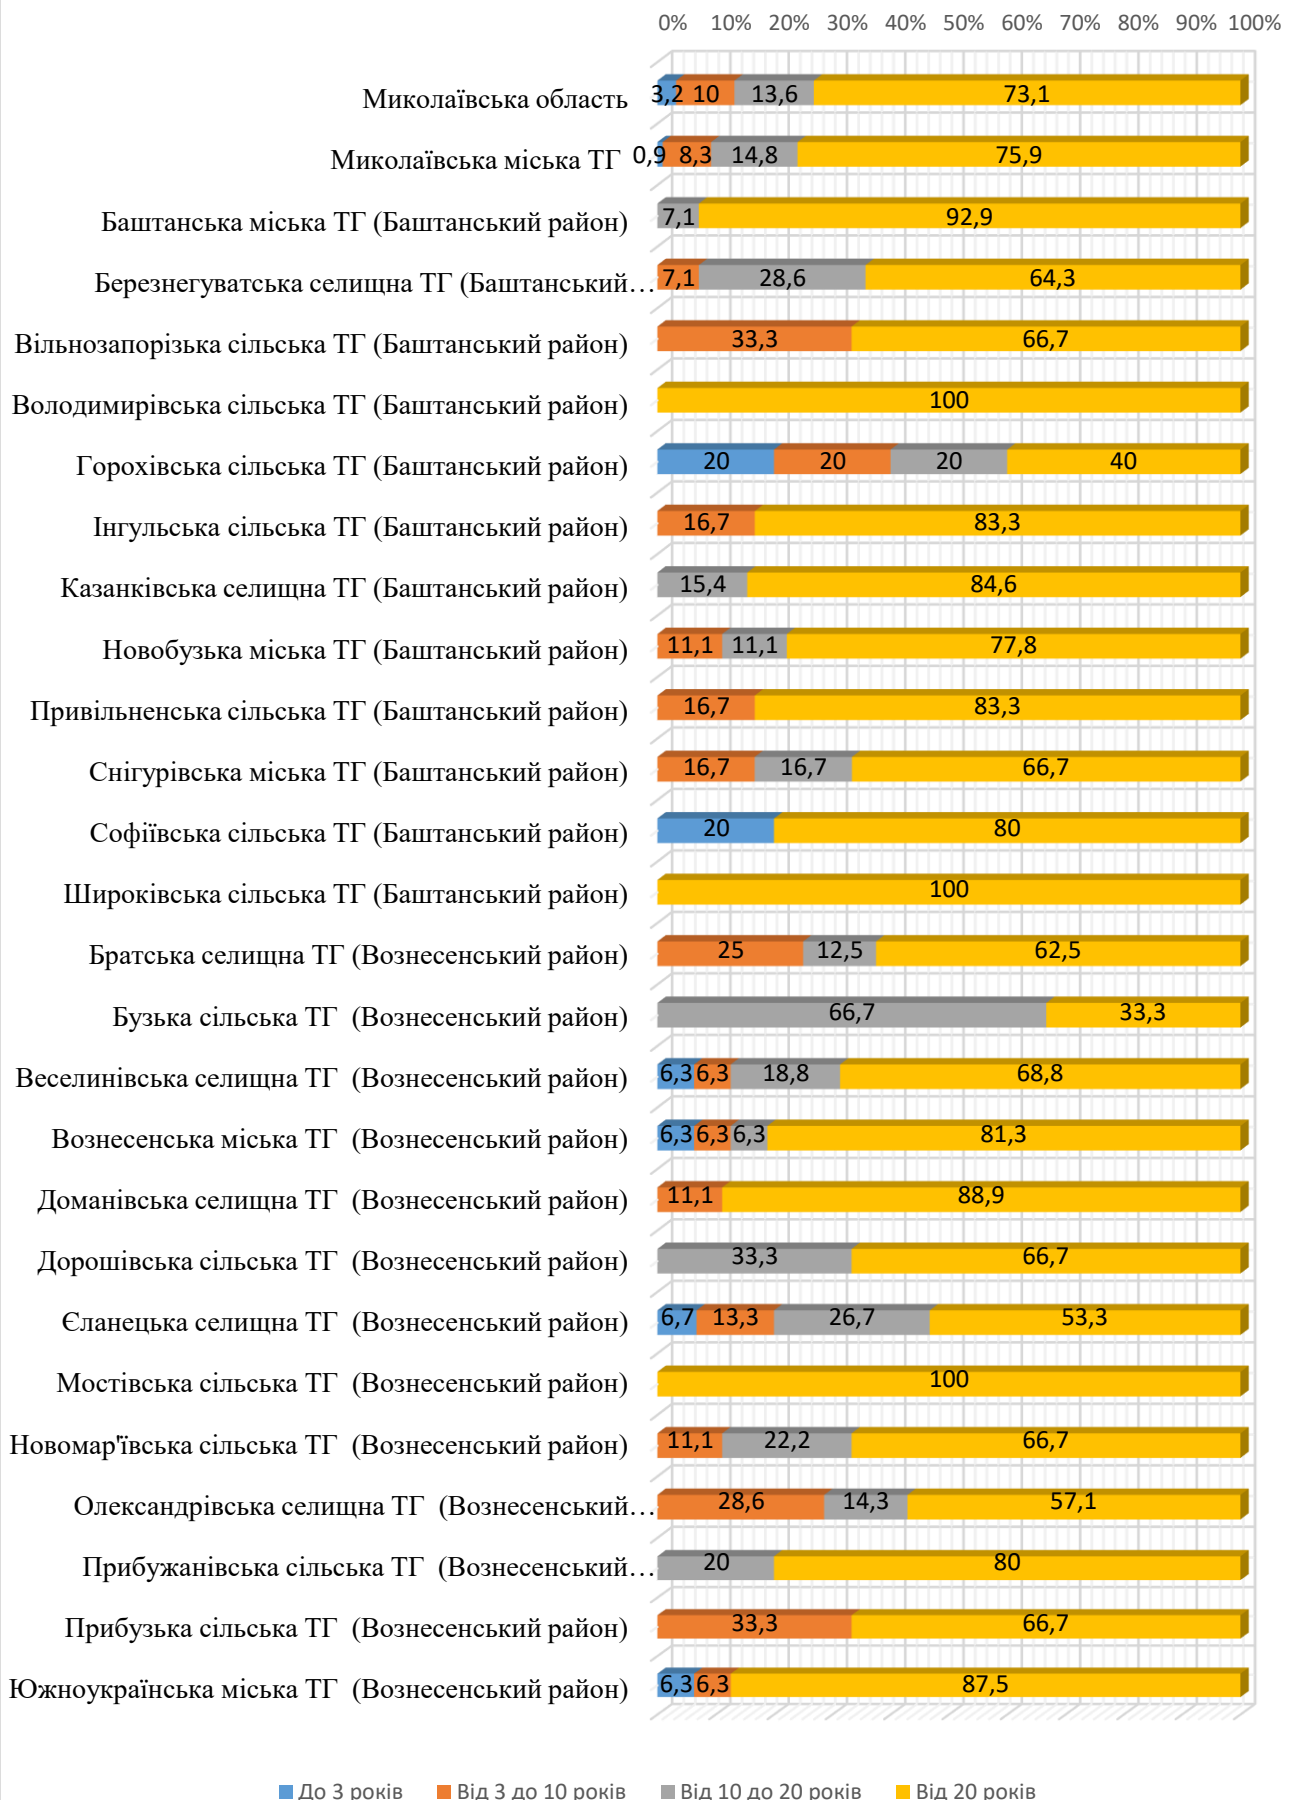 0% 10% 20% 30% 40% 50% 60% 70% 80% 90% 100%
Миколаївська область 3,2 10 13,6 73,1
Миколаївська міська ТГ 0,9 8,3 14,8 75,9
Баштанська міська ТГ (Баштанський район) 7,1 92,9
Березнегуватська селищна ТГ (Баштанський… 7,1 28,6 64,3
Вільнозапорізька сільська ТГ (Баштанський район) 33,3 66,7
Володимирівська сільська ТГ (Баштанський район) 100
Горохівська сільська ТГ (Баштанський район) 20 20 20 40
Інгульська сільська ТГ (Баштанський район) 16,7 83,3
Казанківська селищна ТГ (Баштанський район) 15,4 84,6
Новобузька міська ТГ (Баштанський район) 11,1 11,1 77,8
Привільненська сільська ТГ (Баштанський район) 16,7 83,3
Снігурівська міська ТГ (Баштанський район) 16,7 16,7 66,7
Софіївська сільська ТГ (Баштанський район) 20 80
Широківська сільська ТГ (Баштанський район) 100
Братська селищна ТГ (Вознесенський район) 25 12,5 62,5
Бузька сільська ТГ (Вознесенський район) 66,7 33,3
Веселинівська селищна ТГ (Вознесенський район) 6,3 6,3 18,8 68,8
Вознесенська міська ТГ (Вознесенський район) 6,3 6,3 6,3 81,3
Доманівська селищна ТГ (Вознесенський район) 11,1 88,9
Дорошівська сільська ТГ (Вознесенський район) 33,3 66,7
Єланецька селищна ТГ (Вознесенський район) 6,7 13,3 26,7 53,3
Мостівська сільська ТГ (Вознесенський район) 100
Новомар'ївська сільська ТГ (Вознесенський район) 11,1 22,2 66,7
Олександрівська селищна ТГ (Вознесенський… 28,6 14,3 57,1
Прибужанівська сільська ТГ (Вознесенський… 20 80
Прибузька сільська ТГ (Вознесенський район) 33,3 66,7
Южноукраїнська міська ТГ (Вознесенський район) 6,3 6,3 87,5
До 3 років Від 3 до 10 років Від 10 до 20 років Від 20 років